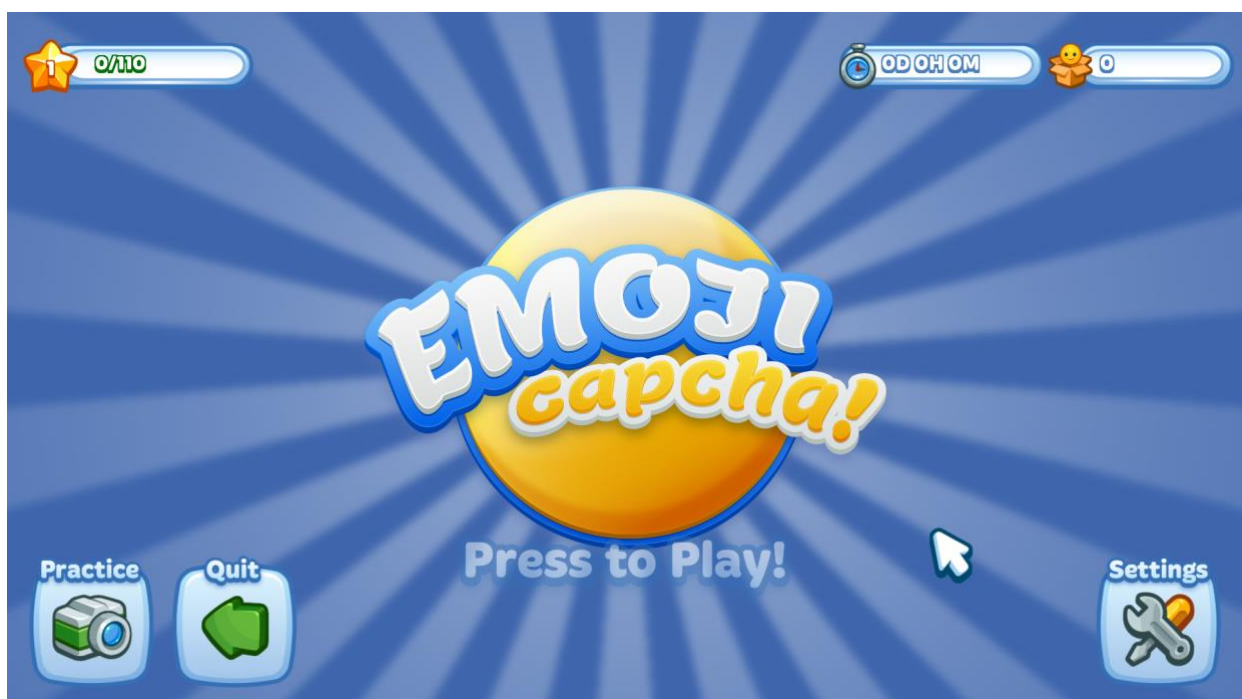 1 0/110
0D 0H 0M
0
EMOJI
capcha!
Press to Play!
Practice
Quit
Settings